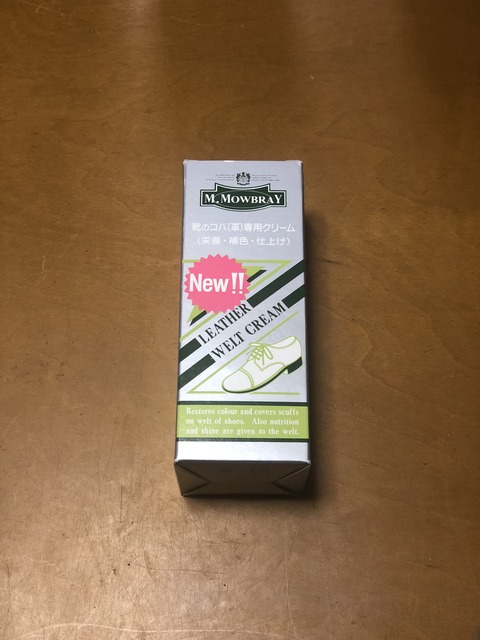 M.MOWBRAY
靴のコバ(革)専用クリーム
(栄養・補色・仕上げ)
New!!
LEATHER
WELT CREAM
Restores colour and covers scuffs
on welt of shoes. Also nutrition
and shine are given to the welt.